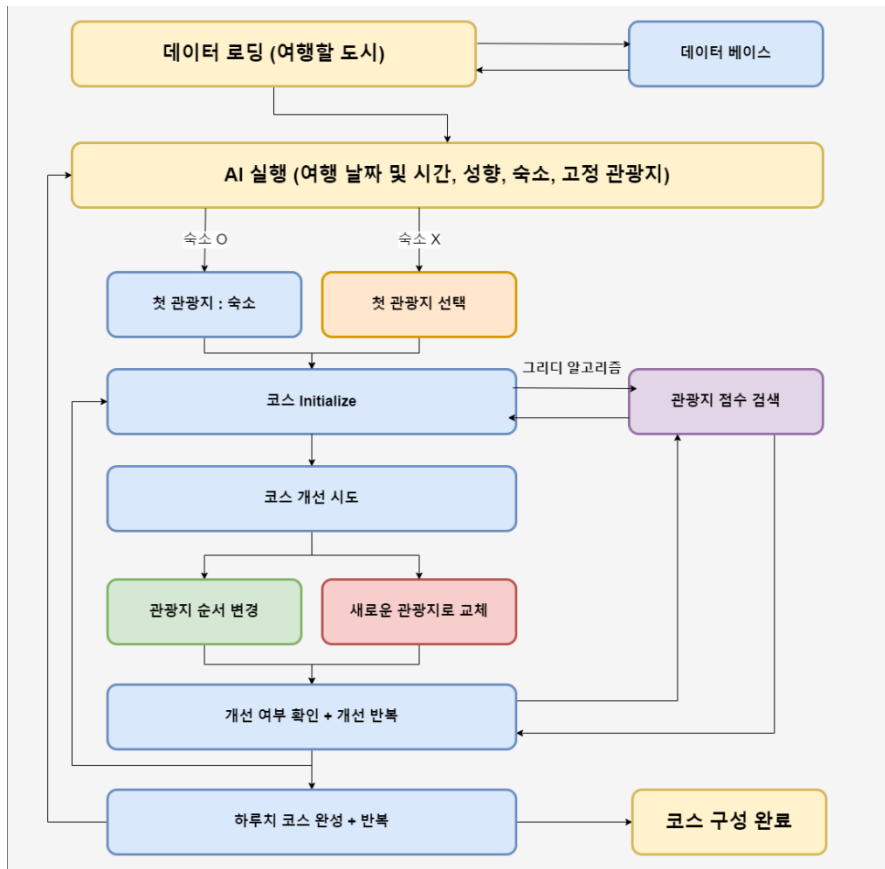 데이터 로딩 (여행할 도시)
데이터 베이스
AI 실행 (여행 날짜 및 시간, 성향, 숙소, 고정 관광지)
숙소 O
숙소 X
첫 관광지 : 숙소
첫 관광지 선택
그리디 알고리즘
코스 Initialize
관광지 점수 검색
코스 개선 시도
관광지 순서 변경
새로운 관광지로 교체
개선 여부 확인 + 개선 반복
하루치 코스 완성 + 반복
코스 구성 완료